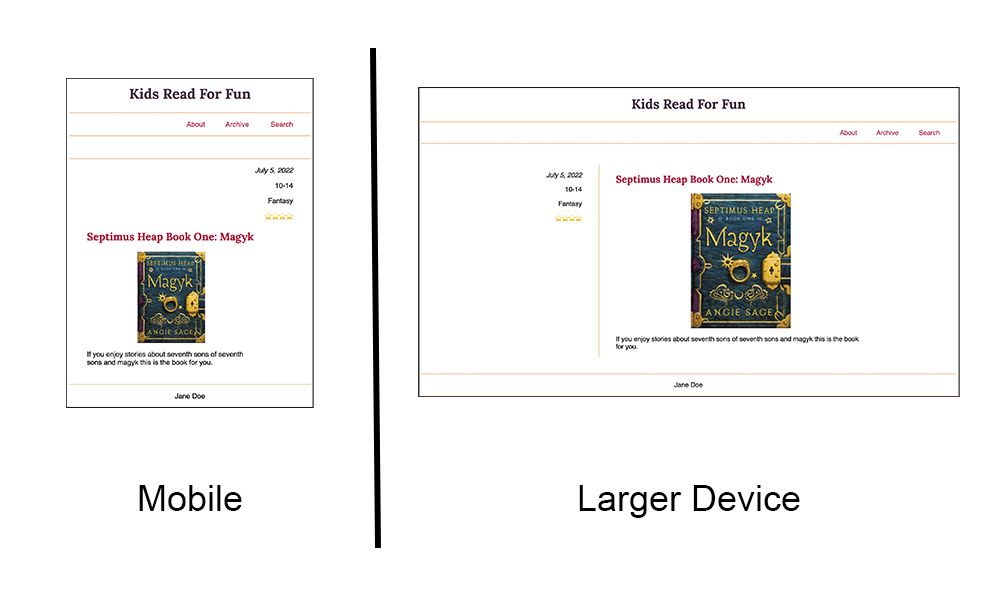 Kids Read For Fun
About Archive Search
July 5, 2022
10-14
Fantasy
Septimus Heap Book One: Magyk
SEPTIMUS HEAP
BOOK ONE
Magyk
ANGIE SAGE
If you enjoy stories about seventh sons of seventh
sons and magyk this is the book for you.
Jane Doe
Mobile
Kids Read For Fun
About Archive Search
July 5, 2022
10-14
Fantasy
Septimus Heap Book One: Magyk
SEPTIMUS HEAP
BOOK ONE
Magyk
ANGIE SAGE
If you enjoy stories about seventh sons of seventh sons and magyk this is the book
for you.
Jane Doe
Larger Device